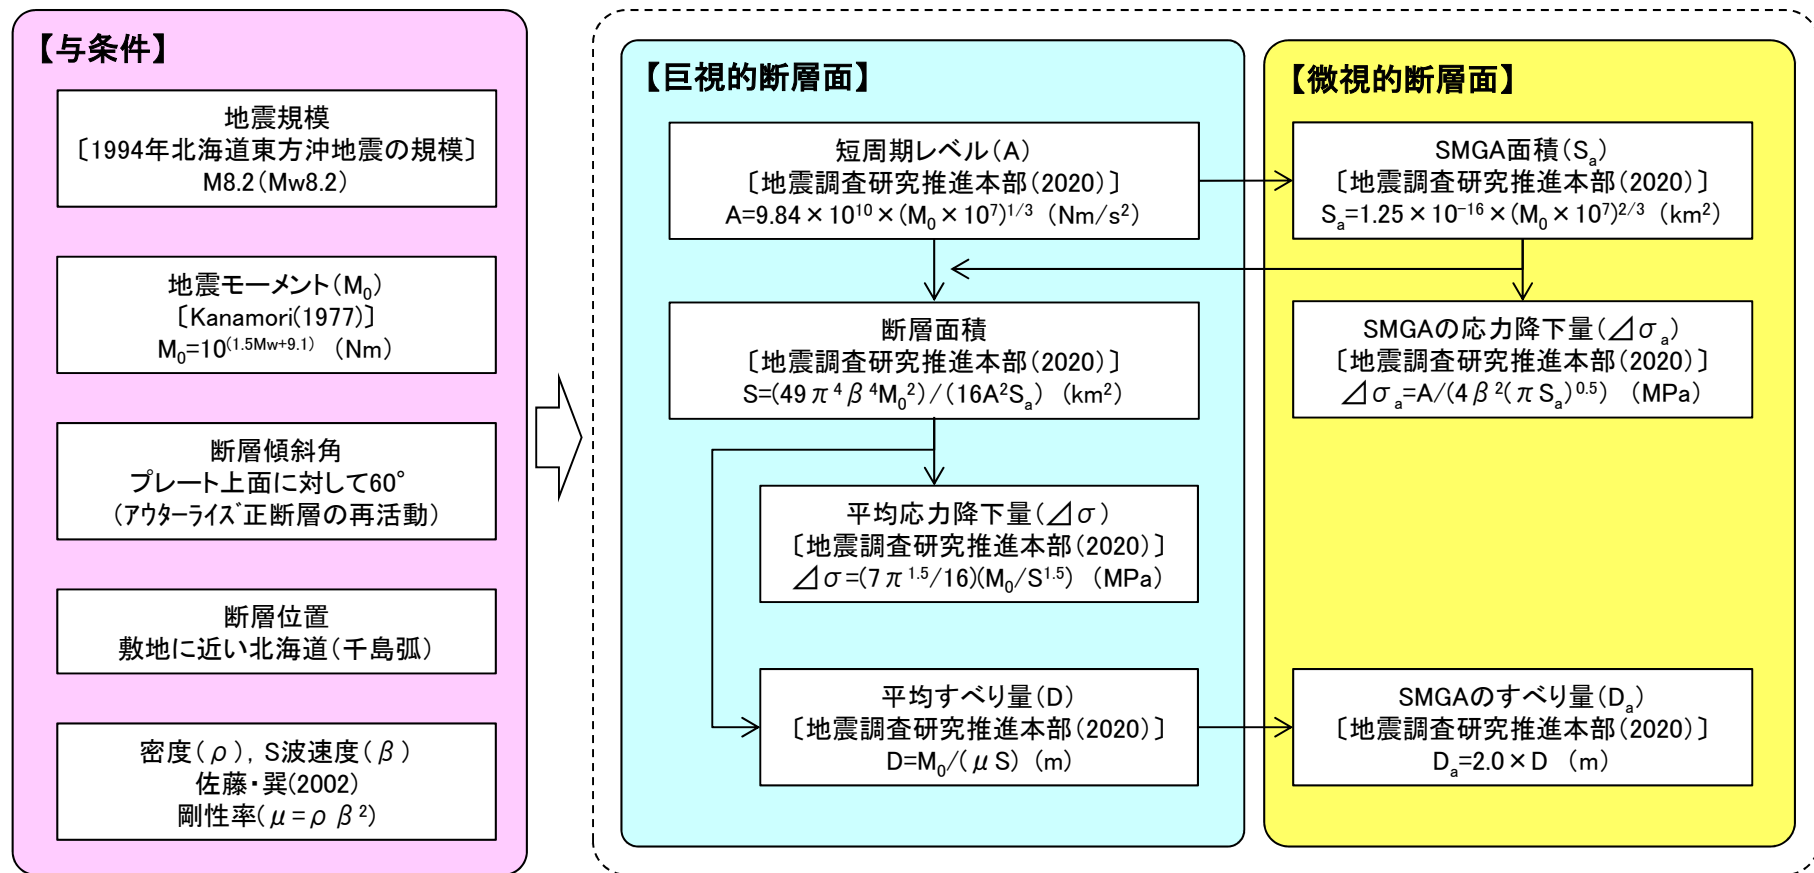 【与条件】
地震規模
〔1994年北海道東方沖地震の規模〕
M8.2(Mw8.2)
地震モーメント(M₀)
〔Kanamori(1977)〕
M₀=10^(1.5Mw+9.1) (Nm)
断層傾斜角
プレート上面に対して60°
(アウターライズ正断層の再活動)
断層位置
敷地に近い北海道(千島弧)
密度(ρ), S波速度(β)
佐藤・巽(2002)
剛性率(μ=ρβ²)
【巨視的断層面】
短周期レベル(A)
〔地震調査研究推進本部(2020)〕
A=9.84×10¹⁰×(M₀×10⁷)^1/3 (Nm/s²)
断層面積
〔地震調査研究推進本部(2020)〕
S=(49π⁴β⁴M₀²)/(16A²Sₐ) (km²)
平均応力降下量(⊿σ)
〔地震調査研究推進本部(2020)〕
⊿σ=(7π^1.5/16)(M₀/S^1.5) (MPa)
平均すべり量(D)
〔地震調査研究推進本部(2020)〕
D=M₀/(μS) (m)
【微視的断層面】
SMGA面積(Sₐ)
〔地震調査研究推進本部(2020)〕
Sₐ=1.25×10⁻¹⁶×(M₀×10⁷)^2/3 (km²)
SMGAの応力降下量(⊿σₐ)
〔地震調査研究推進本部(2020)〕
⊿σₐ=A/(4β²(πSₐ)^0.5) (MPa)
SMGAのすべり量(Dₐ)
〔地震調査研究推進本部(2020)〕
Dₐ=2.0×D (m)